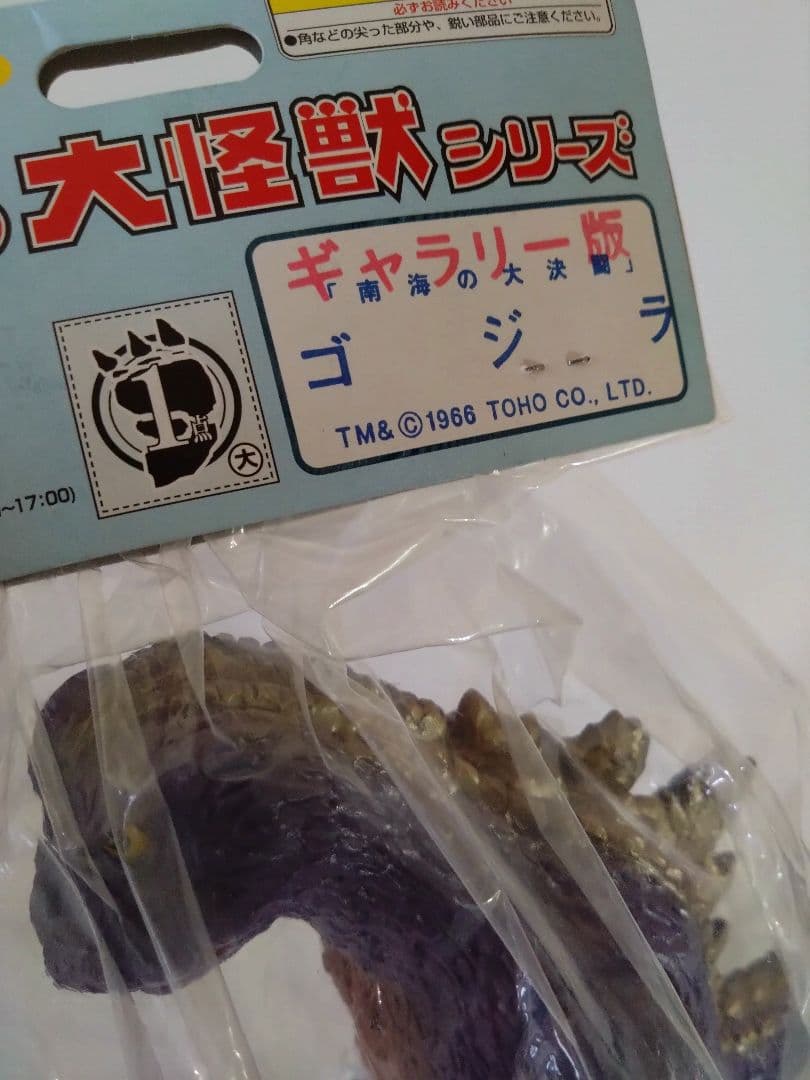 必ずお読みください
●角などの尖った部分や、鋭い部品にご注意ください。
大怪獣シリーズ
ギャラリー版
「南海の大決闘」
ゴジラ
TM&Ⓒ1966 TOHO CO., LTD.
1点
大
~17:00)